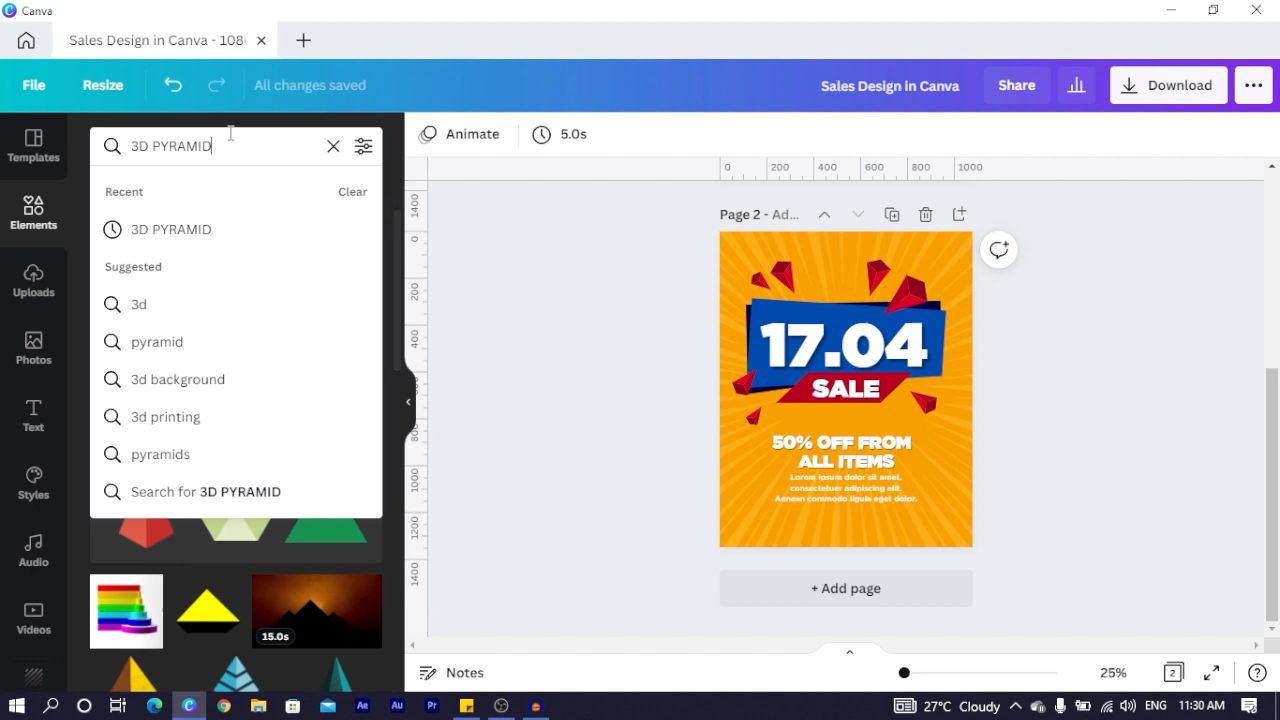 Canva
Sales Design in Canva - 108
File
Resize
All changes saved
Sales Design in Canva
Share
Download
Templates
Elements
Uploads
Photos
Text
Styles
Audio
Videos
3D PYRAMID
Recent
Clear
3D PYRAMID
Suggested
3d
pyramid
3d background
3d printing
pyramids
Search for 3D PYRAMID
15.0s
Animate
5.0s
0 200 400 600 800 1000
1400
0
200
400
800
1000
1200
1400
Page 2 - Ad...
17.04
SALE
50% OFF FROM
ALL ITEMS
Lorem ipsum dolor sit amet,
consectetuer adipiscing elit.
Aenean commodo ligula eget dolor.
+ Add page
Notes
25%
2
Ae
Au
Pr
27°C Cloudy
ENG
11:30 AM